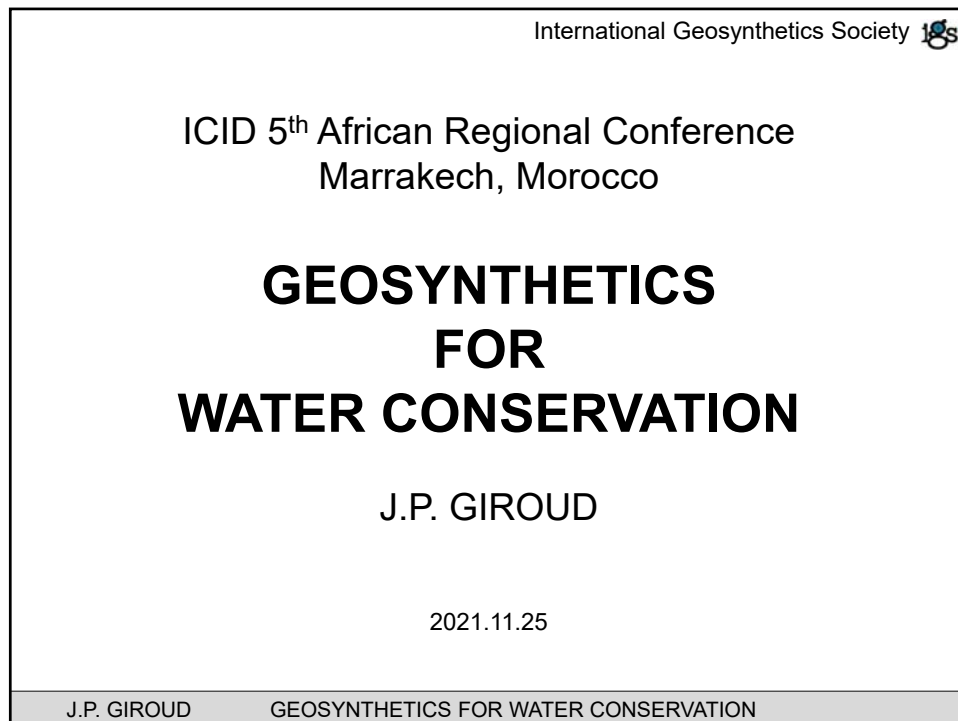 International Geosynthetics Society igs
ICID 5th African Regional Conference
Marrakech, Morocco
GEOSYNTHETICS
FOR
WATER CONSERVATION
J.P. GIROUD
2021.11.25
J.P. GIROUD GEOSYNTHETICS FOR WATER CONSERVATION